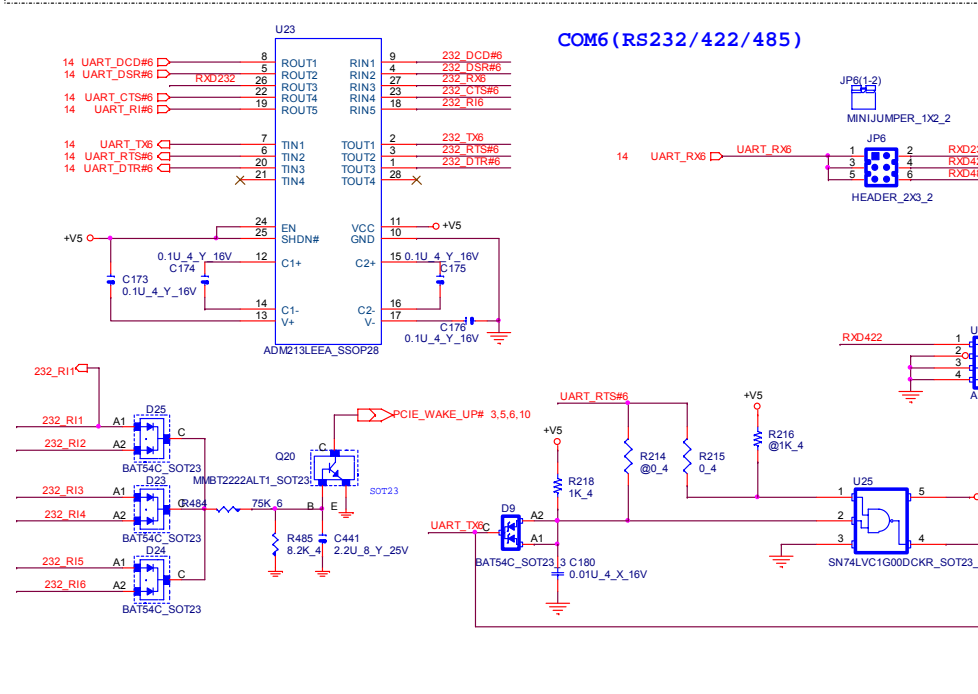 COM6(RS232/422/485)
U23
14 UART_DCD#6 8 ROUT1 RIN1 9 232_DCD#6
14 UART_DSR#6 5 ROUT2 RIN2 4 232_DSR#6
RXD232 26 ROUT3 RIN3 27 232_RX6
14 UART_CTS#6 22 ROUT4 RIN4 23 232_CTS#6
14 UART_RI#6 19 ROUT5 RIN5 18 232_RI6
14 UART_TX6 7 TIN1 TOUT1 2 232_TX6
14 UART_RTS#6 6 TIN2 TOUT2 3 232_RTS#6
14 UART_DTR#6 20 TIN3 TOUT3 1 232_DTR#6
21 TIN4 TOUT4 28
24 EN VCC 11 +V5
+V5 25 SHDN# GND 10
12 C1+ C2+ 15
0.1U_4_Y_16V
C174
0.1U_4_Y_16V
C175
C173
0.1U_4_Y_16V
14 C1- C2- 16
13 V+ V- 17
C176
0.1U_4_Y_16V
ADM213LEEA_SSOP28
JP6(1-2)
MINIJUMPER_1X2_2
JP6
14 UART_RX6 UART_RX6
1 2
3 4
5 6
HEADER_2X3_2
RXD422
1
2
3
4
232_RI1
D25
232_RI1 A1 C
232_RI2 A2
BAT54C_SOT23
D23
232_RI3 A1
232_RI4 A2
BAT54C_SOT23
D24
232_RI5 A1 C
232_RI6 A2
BAT54C_SOT23
R484 75K_6
R485
8.2K_4
C441
2.2U_8_Y_25V
PCIE_WAKE_UP# 3,5,6,10
C
Q20
MMBT2222ALT1_SOT23
SOT23
B E
UART_RTS#6
+V5
R218
1K_4
R214
@0_4
R215
0_4
+V5
R216
@1K_4
UART_TX6 C
D9
A2
A1
BAT54C_SOT23_3
C180
0.01U_4_X_16V
U25
1 5
2
3 4
SN74LVC1G00DCKR_SOT23_